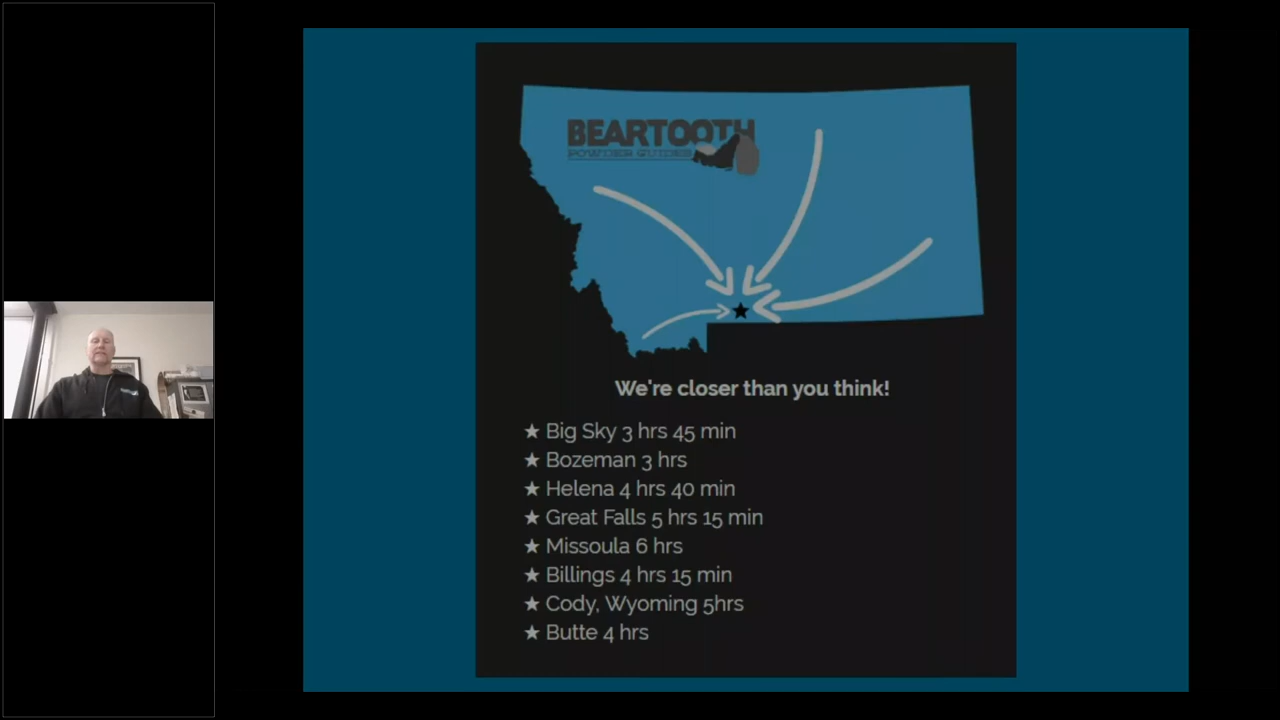 BEARTOOTH
POWDER GUIDES
We're closer than you think!
★ Big Sky 3 hrs 45 min
★ Bozeman 3 hrs
★ Helena 4 hrs 40 min
★ Great Falls 5 hrs 15 min
★ Missoula 6 hrs
★ Billings 4 hrs 15 min
★ Cody, Wyoming 5hrs
★ Butte 4 hrs